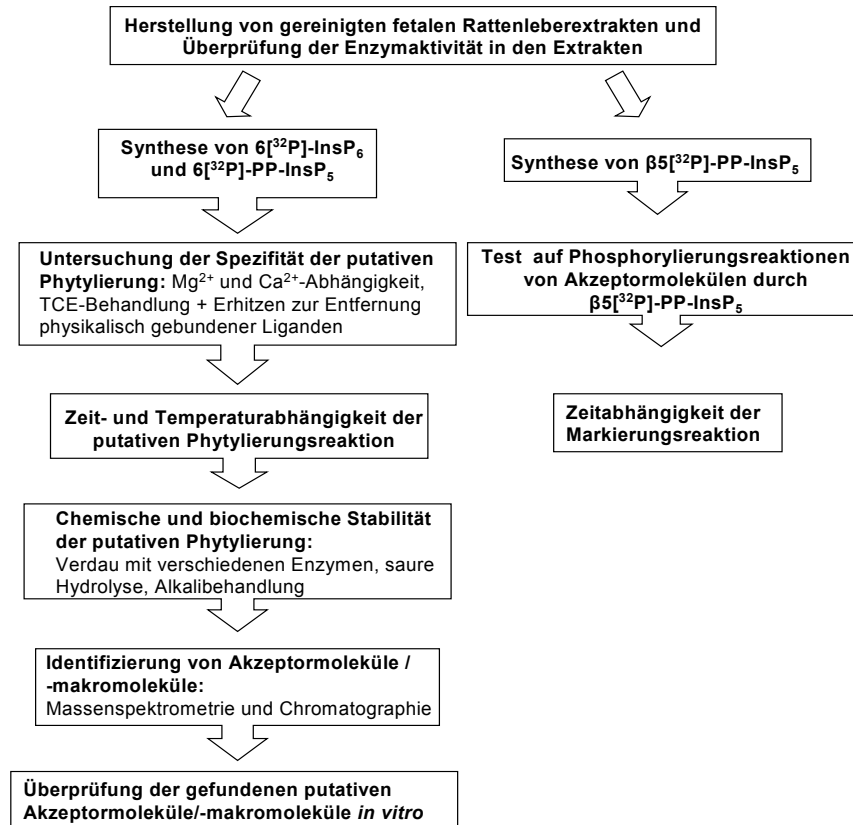 Herstellung von gereinigten fetalen Rattenleberextrakten und
Überprüfung der Enzymaktivität in den Extrakten
Synthese von 6[³²P]-InsP₆
und 6[³²P]-PP-InsP₅
Untersuchung der Spezifität der putativen
Phytylierung: Mg²⁺ und Ca²⁺-Abhängigkeit,
TCE-Behandlung + Erhitzen zur Entfernung
physikalisch gebundener Liganden
Zeit- und Temperaturabhängigkeit der
putativen Phytylierungsreaktion
Chemische und biochemische Stabilität
der putativen Phytylierung:
Verdau mit verschiedenen Enzymen, saure
Hydrolyse, Alkalibehandlung
Identifizierung von Akzeptormoleküle /
-makromoleküle:
Massenspektrometrie und Chromatographie
Überprüfung der gefundenen putativen
Akzeptormoleküle/-makromoleküle in vitro
Synthese von ß5[³²P]-PP-InsP₅
Test auf Phosphorylierungsreaktionen
von Akzeptormolekülen durch
ß5[³²P]-PP-InsP₅
Zeitabhängigkeit der
Markierungsreaktion